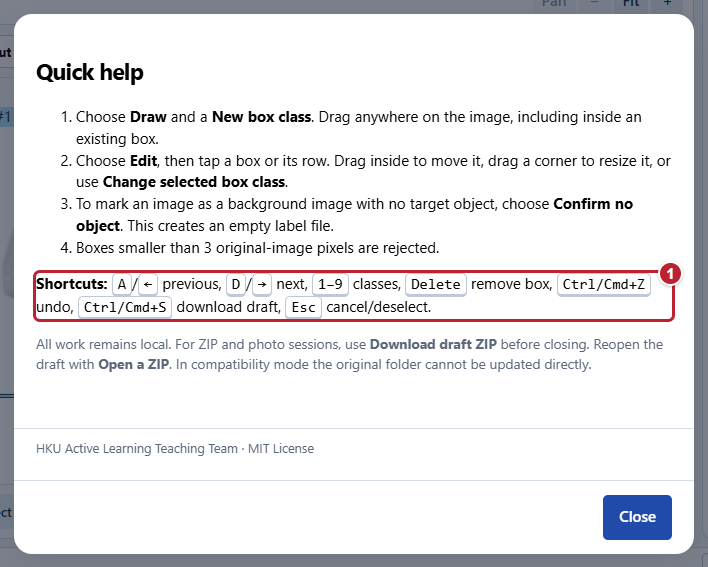 Pan − Fit +
ut
#1
Quick help
1. Choose Draw and a New box class. Drag anywhere on the image, including inside an
existing box.
2. Choose Edit, then tap a box or its row. Drag inside to move it, drag a corner to resize it, or
use Change selected box class.
3. To mark an image as a background image with no target object, choose Confirm no
object. This creates an empty label file.
4. Boxes smaller than 3 original-image pixels are rejected.
1
Shortcuts: A/← previous, D/→ next, 1–9 classes, Delete remove box, Ctrl/Cmd+Z
undo, Ctrl/Cmd+S download draft, Esc cancel/deselect.
All work remains local. For ZIP and photo sessions, use Download draft ZIP before closing. Reopen the
draft with Open a ZIP. In compatibility mode the original folder cannot be updated directly.
HKU Active Learning Teaching Team · MIT License
ect
Close